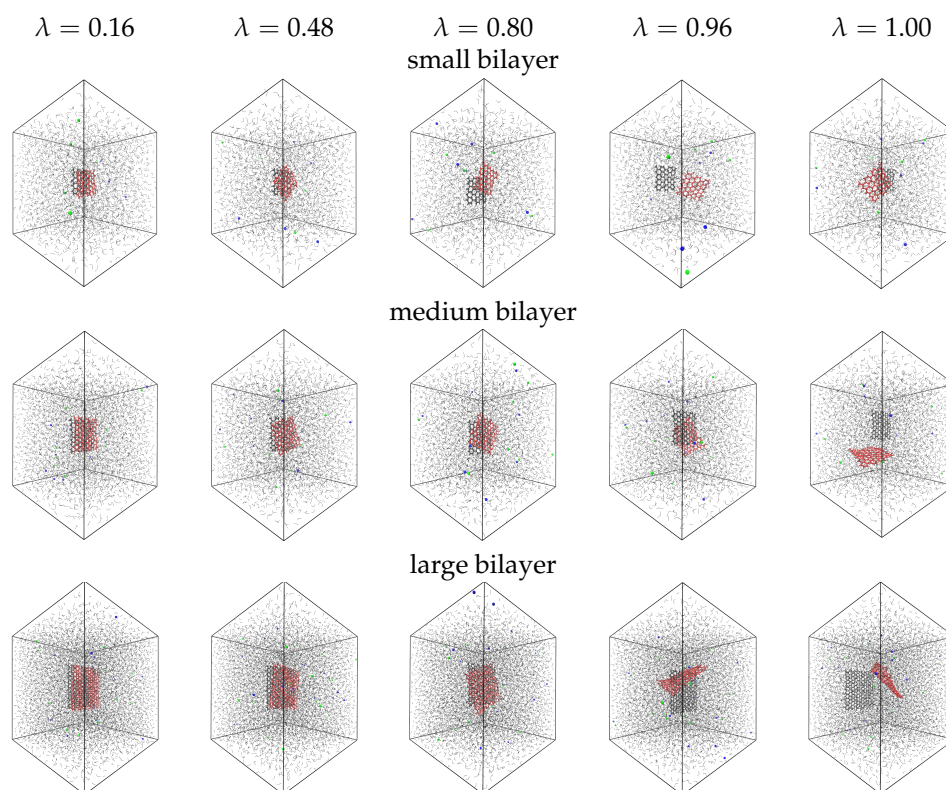 λ = 0.16 λ = 0.48 λ = 0.80 λ = 0.96 λ = 1.00
small bilayer
medium bilayer
large bilayer